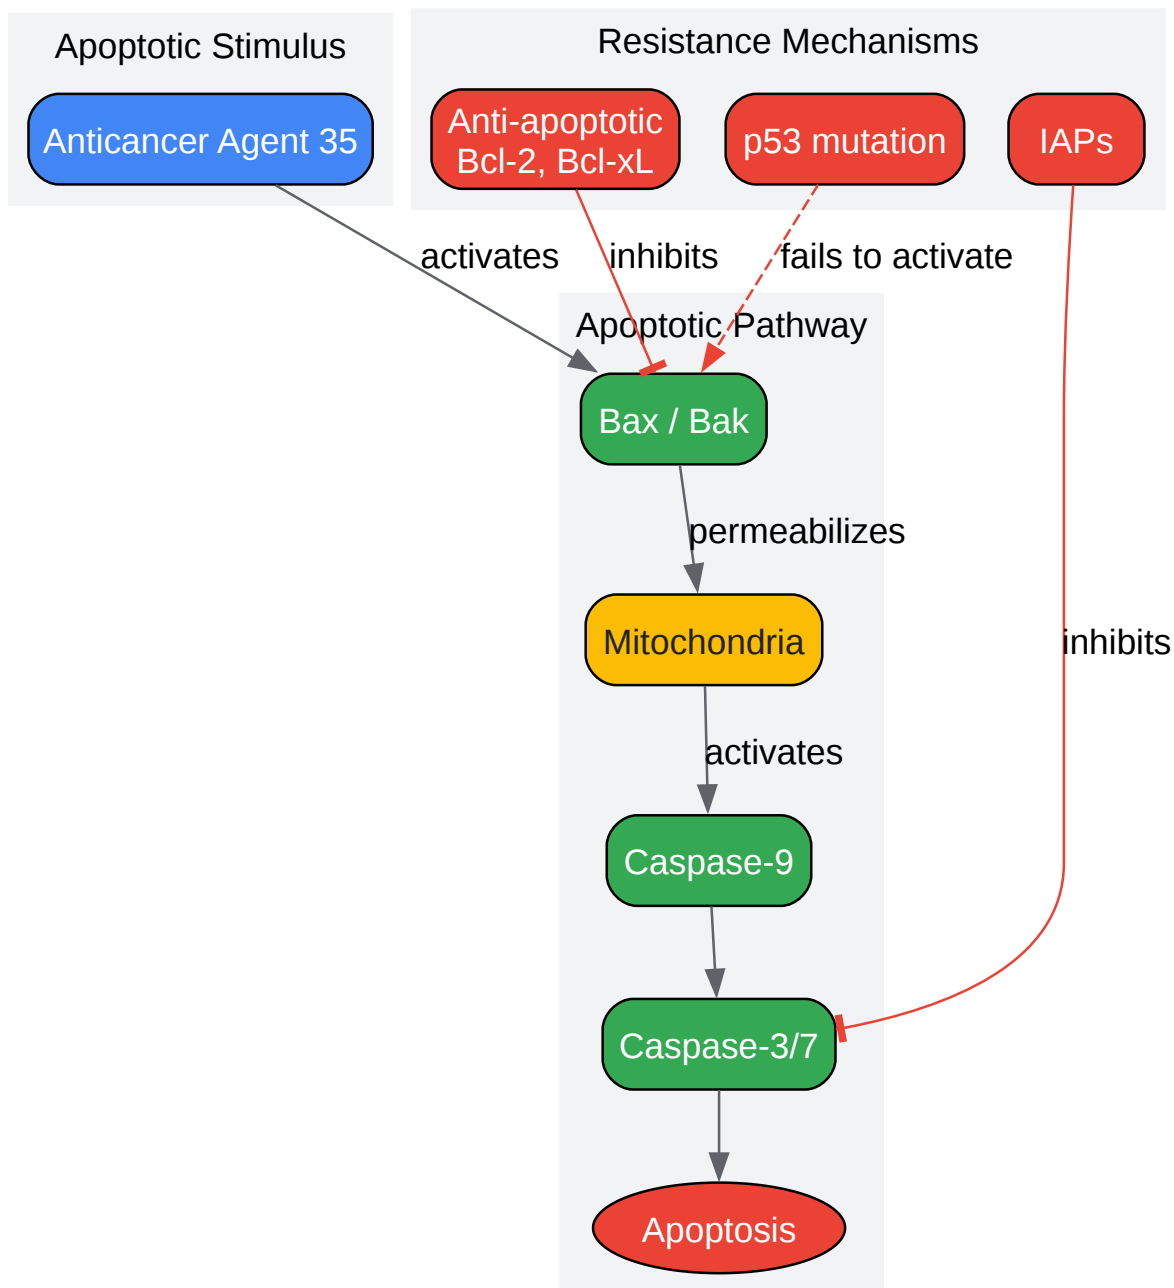 Apoptotic Stimulus
Resistance Mechanisms
Anticancer Agent 35
Anti-apoptotic
Bcl-2, Bcl-xL
p53 mutation
IAPs
activates
inhibits
fails to activate
Apoptotic Pathway
Bax / Bak
permeabilizes
Mitochondria
inhibits
activates
Caspase-9
Caspase-3/7
Apoptosis